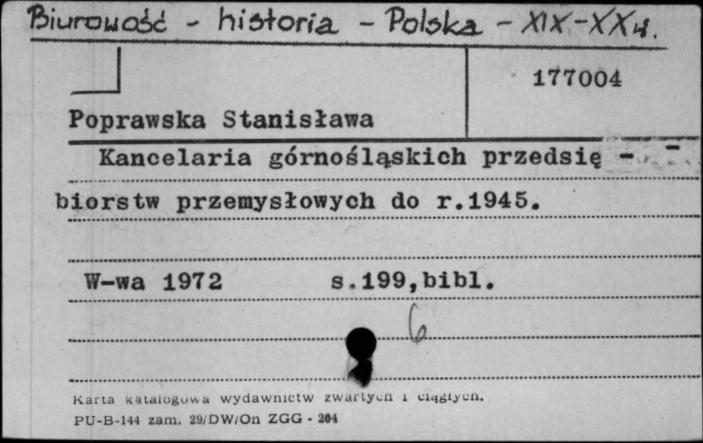 Biurowość - historia - Polska - XIX-XX w.
177004
Poprawska Stanisława
Kancelaria górnośląskich przedsię -
biorstw przemysłowych do r.1945.
W-wa 1972 s.199,bibl.
6
Karta katalogowa wydawnictw zwartych i ciągłych.
PU-B-144 zam. 29/DW/On ZGG - 204